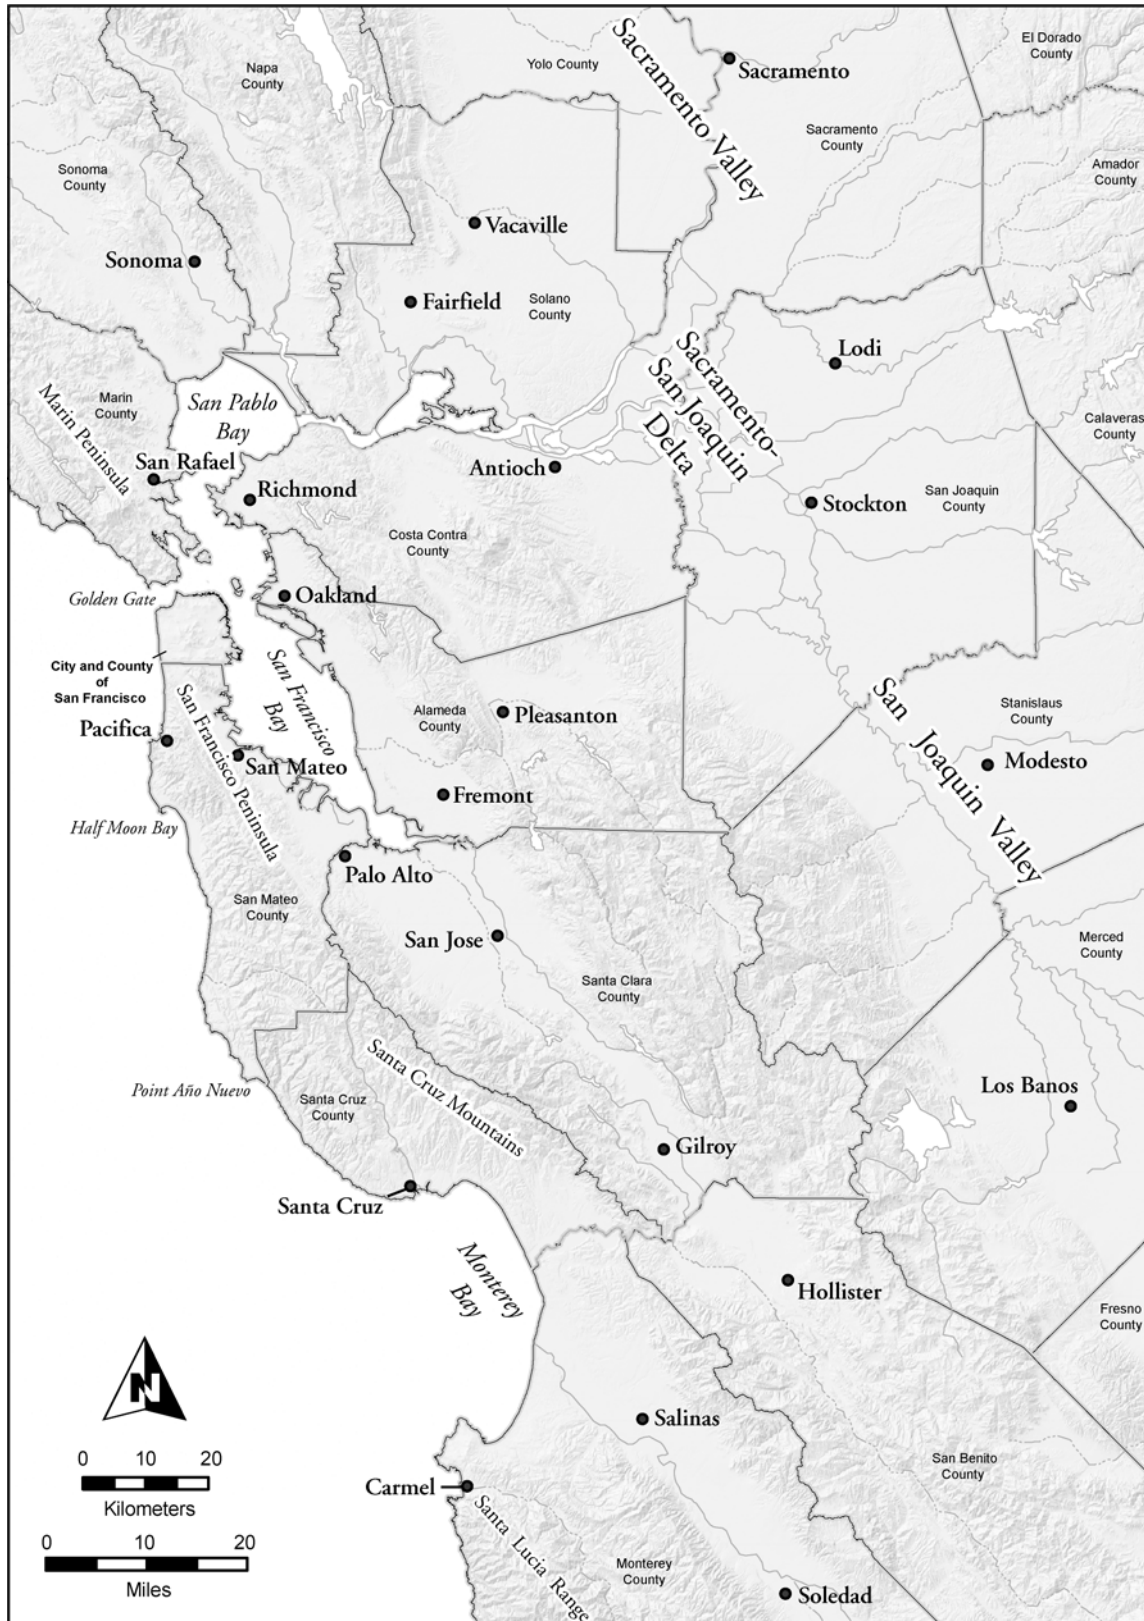 El Dorado
County
Napa
County
Yolo County
Sacramento
Sacramento Valley
Sacramento
County
Amador
County
Sonoma
County
Vacaville
Sonoma
Fairfield
Solano
County
Lodi
Sacramento-
San Joaquin
Delta
Marin
County
Marin Peninsula
San Pablo
Bay
Calaveras
County
San Rafael
Antioch
Richmond
Stockton
San Joaquin
County
Costa Contra
County
Golden Gate
Oakland
City and County
of
San Francisco
San Francisco
Bay
San Francisco Peninsula
Alameda
County
Pleasanton
San Joaquin Valley
Stanislaus
County
Pacifica
San Mateo
Modesto
Fremont
Half Moon Bay
Palo Alto
San Mateo
County
San Jose
Merced
County
Santa Clara
County
Point Año Nuevo
Santa Cruz
County
Santa Cruz Mountains
Los Banos
Gilroy
Santa Cruz
Monterey
Bay
Hollister
Fresno
County
N
Salinas
0 10 20
Kilometers
San Benito
County
Carmel
Santa Lucia Range
0 10 20
Miles
Monterey
County
Soledad